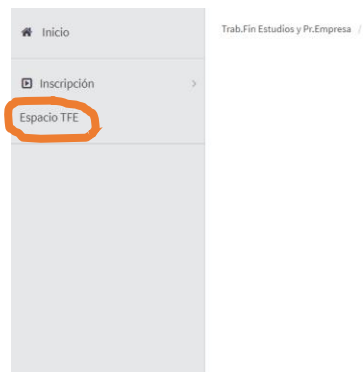 Inicio
Trab.Fin Estudios y Pr.Empresa /
Inscripción
Espacio TFE